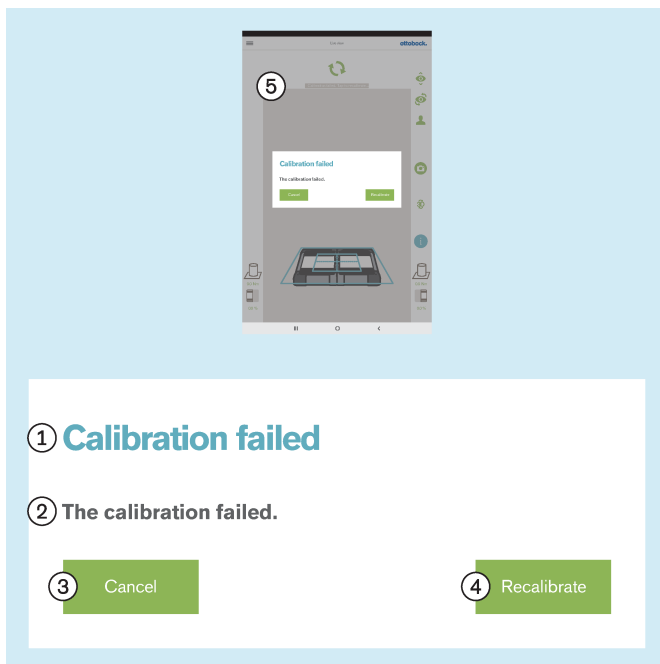 ottobock.
5
Calibration failed
The calibration failed.
Cancel
Recalibrate
1 Calibration failed
2 The calibration failed.
3 Cancel
4 Recalibrate